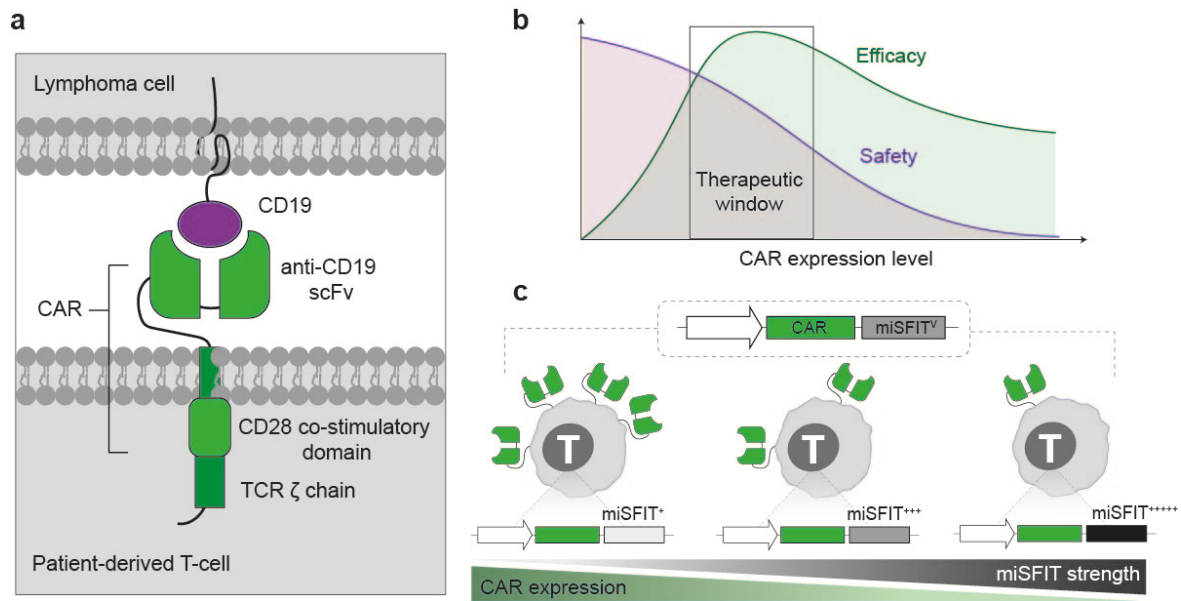 a
Lymphoma cell
CD19
anti-CD19
scFv
CAR
CD28 co-stimulatory
domain
TCR ζ chain
Patient-derived T-cell
b
Efficacy
Safety
Therapeutic
window
CAR expression level
c
CAR
miSFITⱽ
T
T
T
miSFIT⁺
miSFIT⁺⁺⁺
miSFIT⁺⁺⁺⁺⁺
miSFIT strength
CAR expression